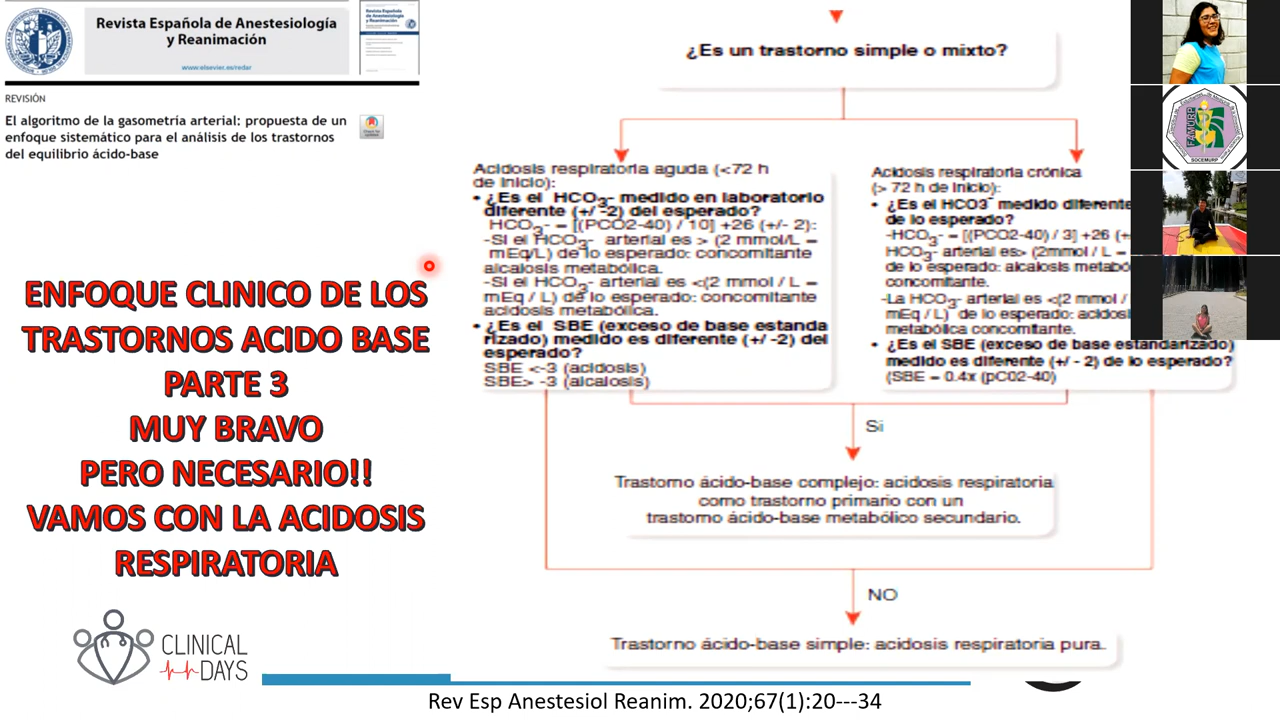 Revista Española de Anestesiología
y Reanimación
www.elsevier.es/redar
REVISIÓN
El algoritmo de la gasometría arterial: propuesta de un
enfoque sistemático para el análisis de los trastornos
del equilibrio ácido-base
ENFOQUE CLINICO DE LOS
TRASTORNOS ACIDO BASE
PARTE 3
MUY BRAVO
PERO NECESARIO!!
VAMOS CON LA ACIDOSIS
RESPIRATORIA
CLINICAL
DAYS
¿Es un trastorno simple o mixto?
Acidosis respiratoria aguda (<72 h
de inicio):
• ¿Es el HCO3- medido en laboratorio
diferente (+/ -2) del esperado?
HCO3- = [(PCO2-40) / 10] +26 (+/- 2):
-SI el HCO3- arterial es > (2 mmol/L =
mEq/L) de lo esperado: concomitante
alcalosis metabólica.
-SI el HCO3- arterial es <(2 mmol / L =
mEq / L) de lo esperado: concomitante
acidosis metabólica.
• ¿Es el SBE (exceso de base estanda
rizado) medido es diferente (+/ -2) del
esperado?
SBE <-3 (acidosis)
SBE> -3 (alcalosis)
Acidosis respiratoria crónica
(> 72 h de inicio):
• ¿Es el HCO3- medido diferente
de lo esperado?
-HCO3- = [(PCO2-40) / 3] +26 (+
HCO3- arterial es> (2mmol / L =
de lo esperado: alcalosis metabó
concomitante.
-La HCO3- arterial es <(2 mmol /
mEq / L) de lo esperado: acidosi
metabólica concomitante.
• ¿Es el SBE (exceso de base estandarizado)
medido es diferente (+/ - 2) de lo esperado?
(SBE = 0.4x (pC02-40)
Si
Trastorno ácido-base complejo: acidosis respiratoria
como trastorno primario con un
trastorno ácido-base metabólico secundario.
NO
Trastorno ácido-base simple: acidosis respiratoria pura.
Rev Esp Anestesiol Reanim. 2020;67(1):20---34
FAMURP
SOCEMURP